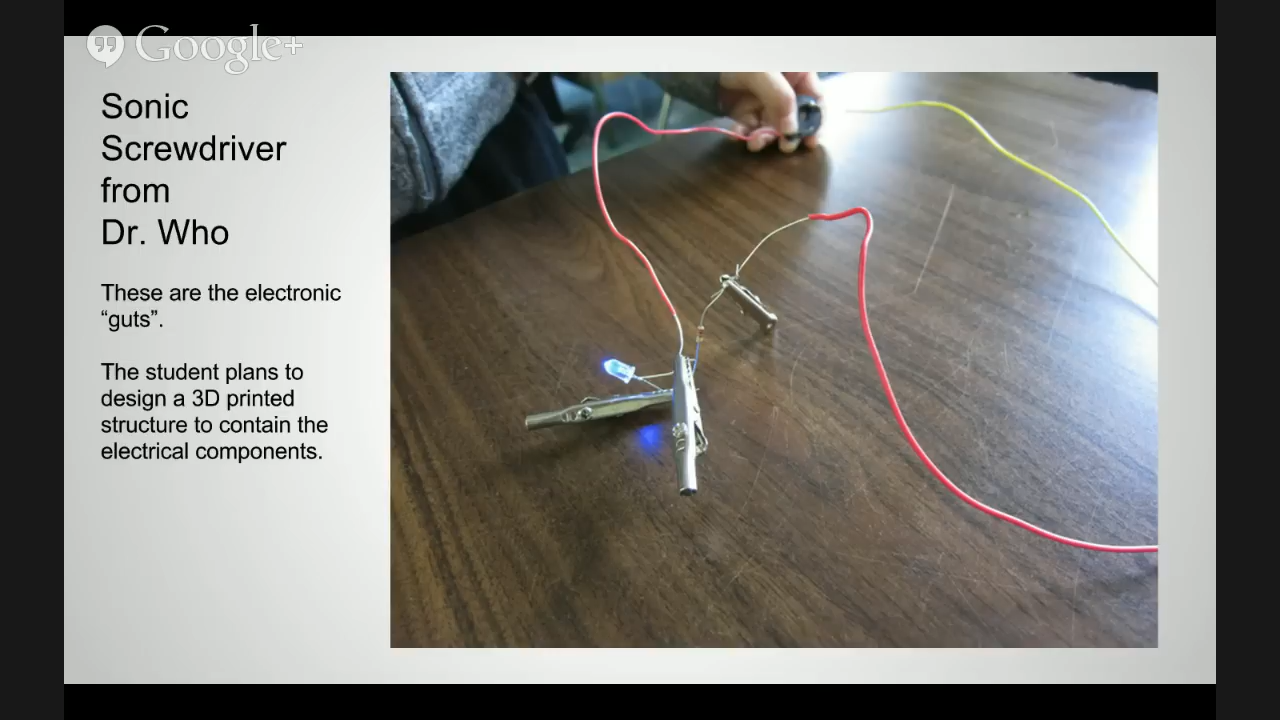 Google+
Sonic
Screwdriver
from
Dr. Who
These are the electronic
“guts”.
The student plans to
design a 3D printed
structure to contain the
electrical components.